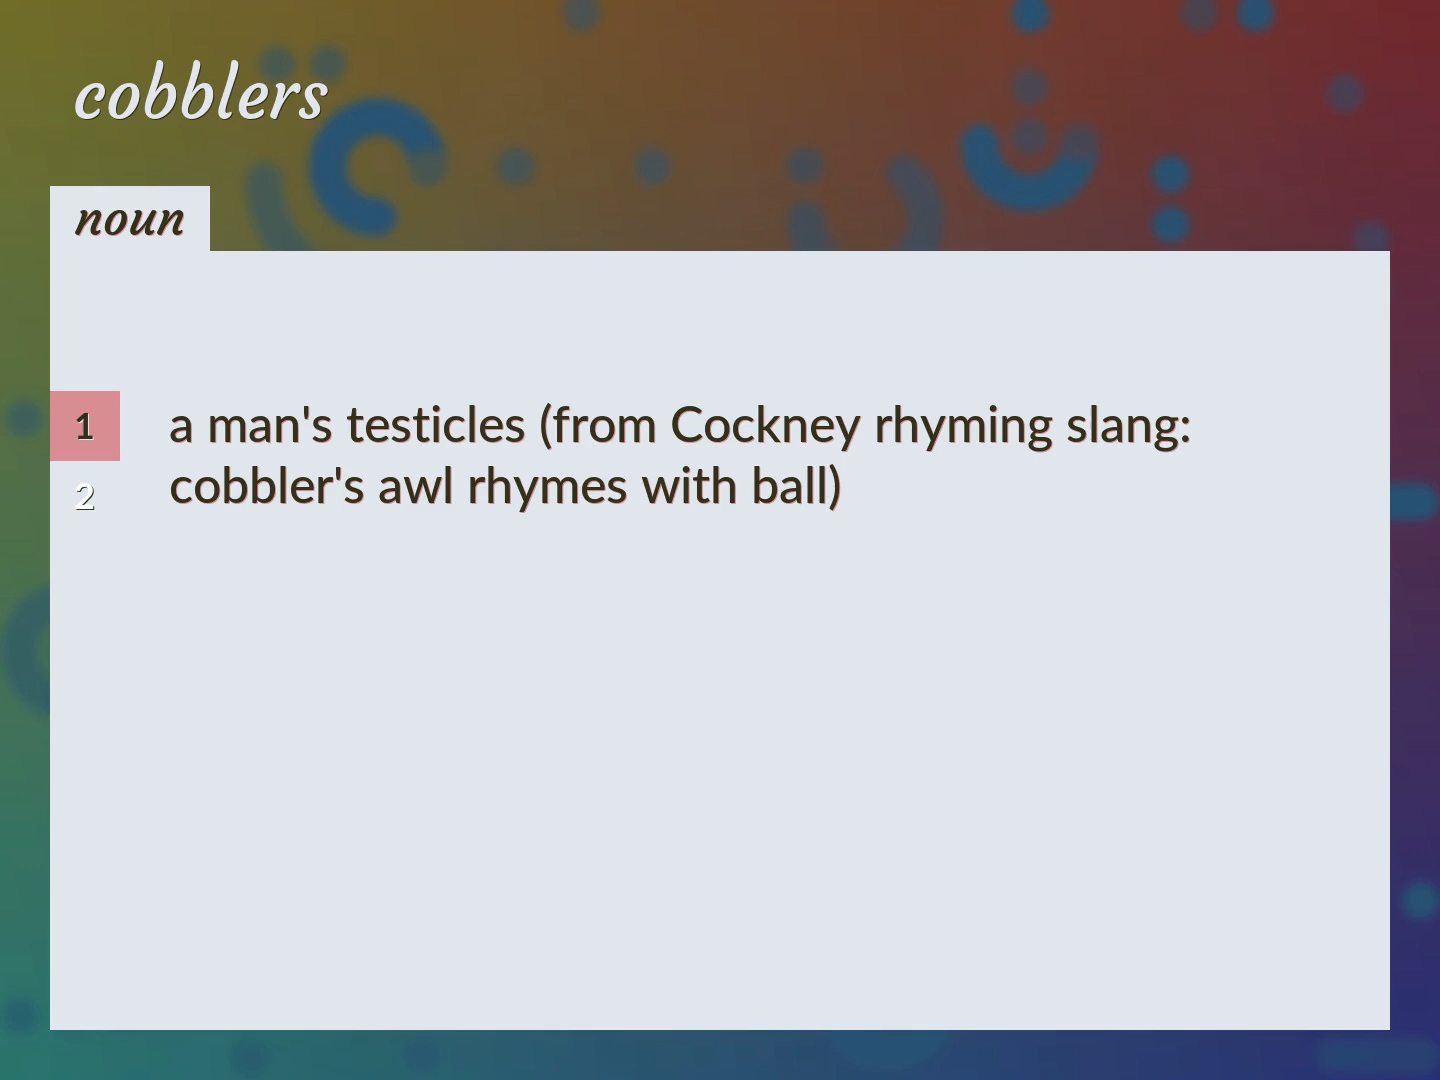 cobblers
noun
1
a man's testicles (from Cockney rhyming slang:
cobbler's awl rhymes with ball)
2